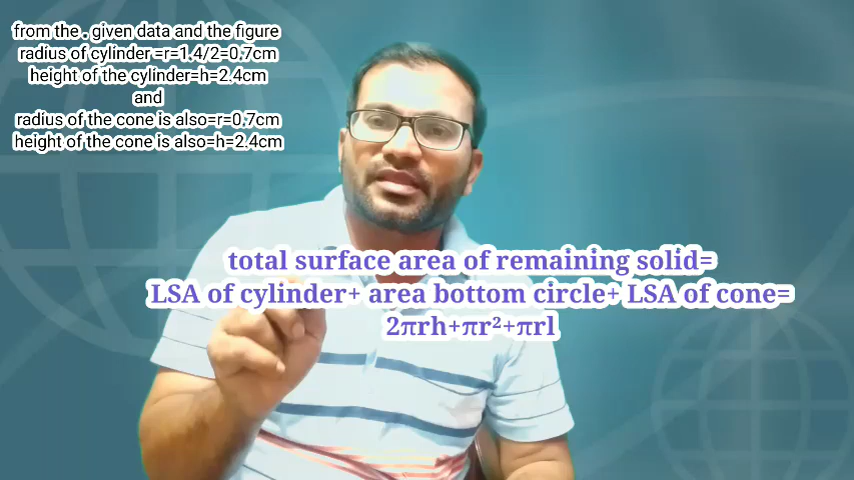 from the . given data and the figure
radius of cylinder =r=1.4/2=0.7cm
height of the cylinder=h=2.4cm
and
radius of the cone is also=r=0.7cm
height of the cone is also=h=2.4cm
total surface area of remaining solid=
LSA of cylinder+ area bottom circle+ LSA of cone=
2πrh+πr²+πrl